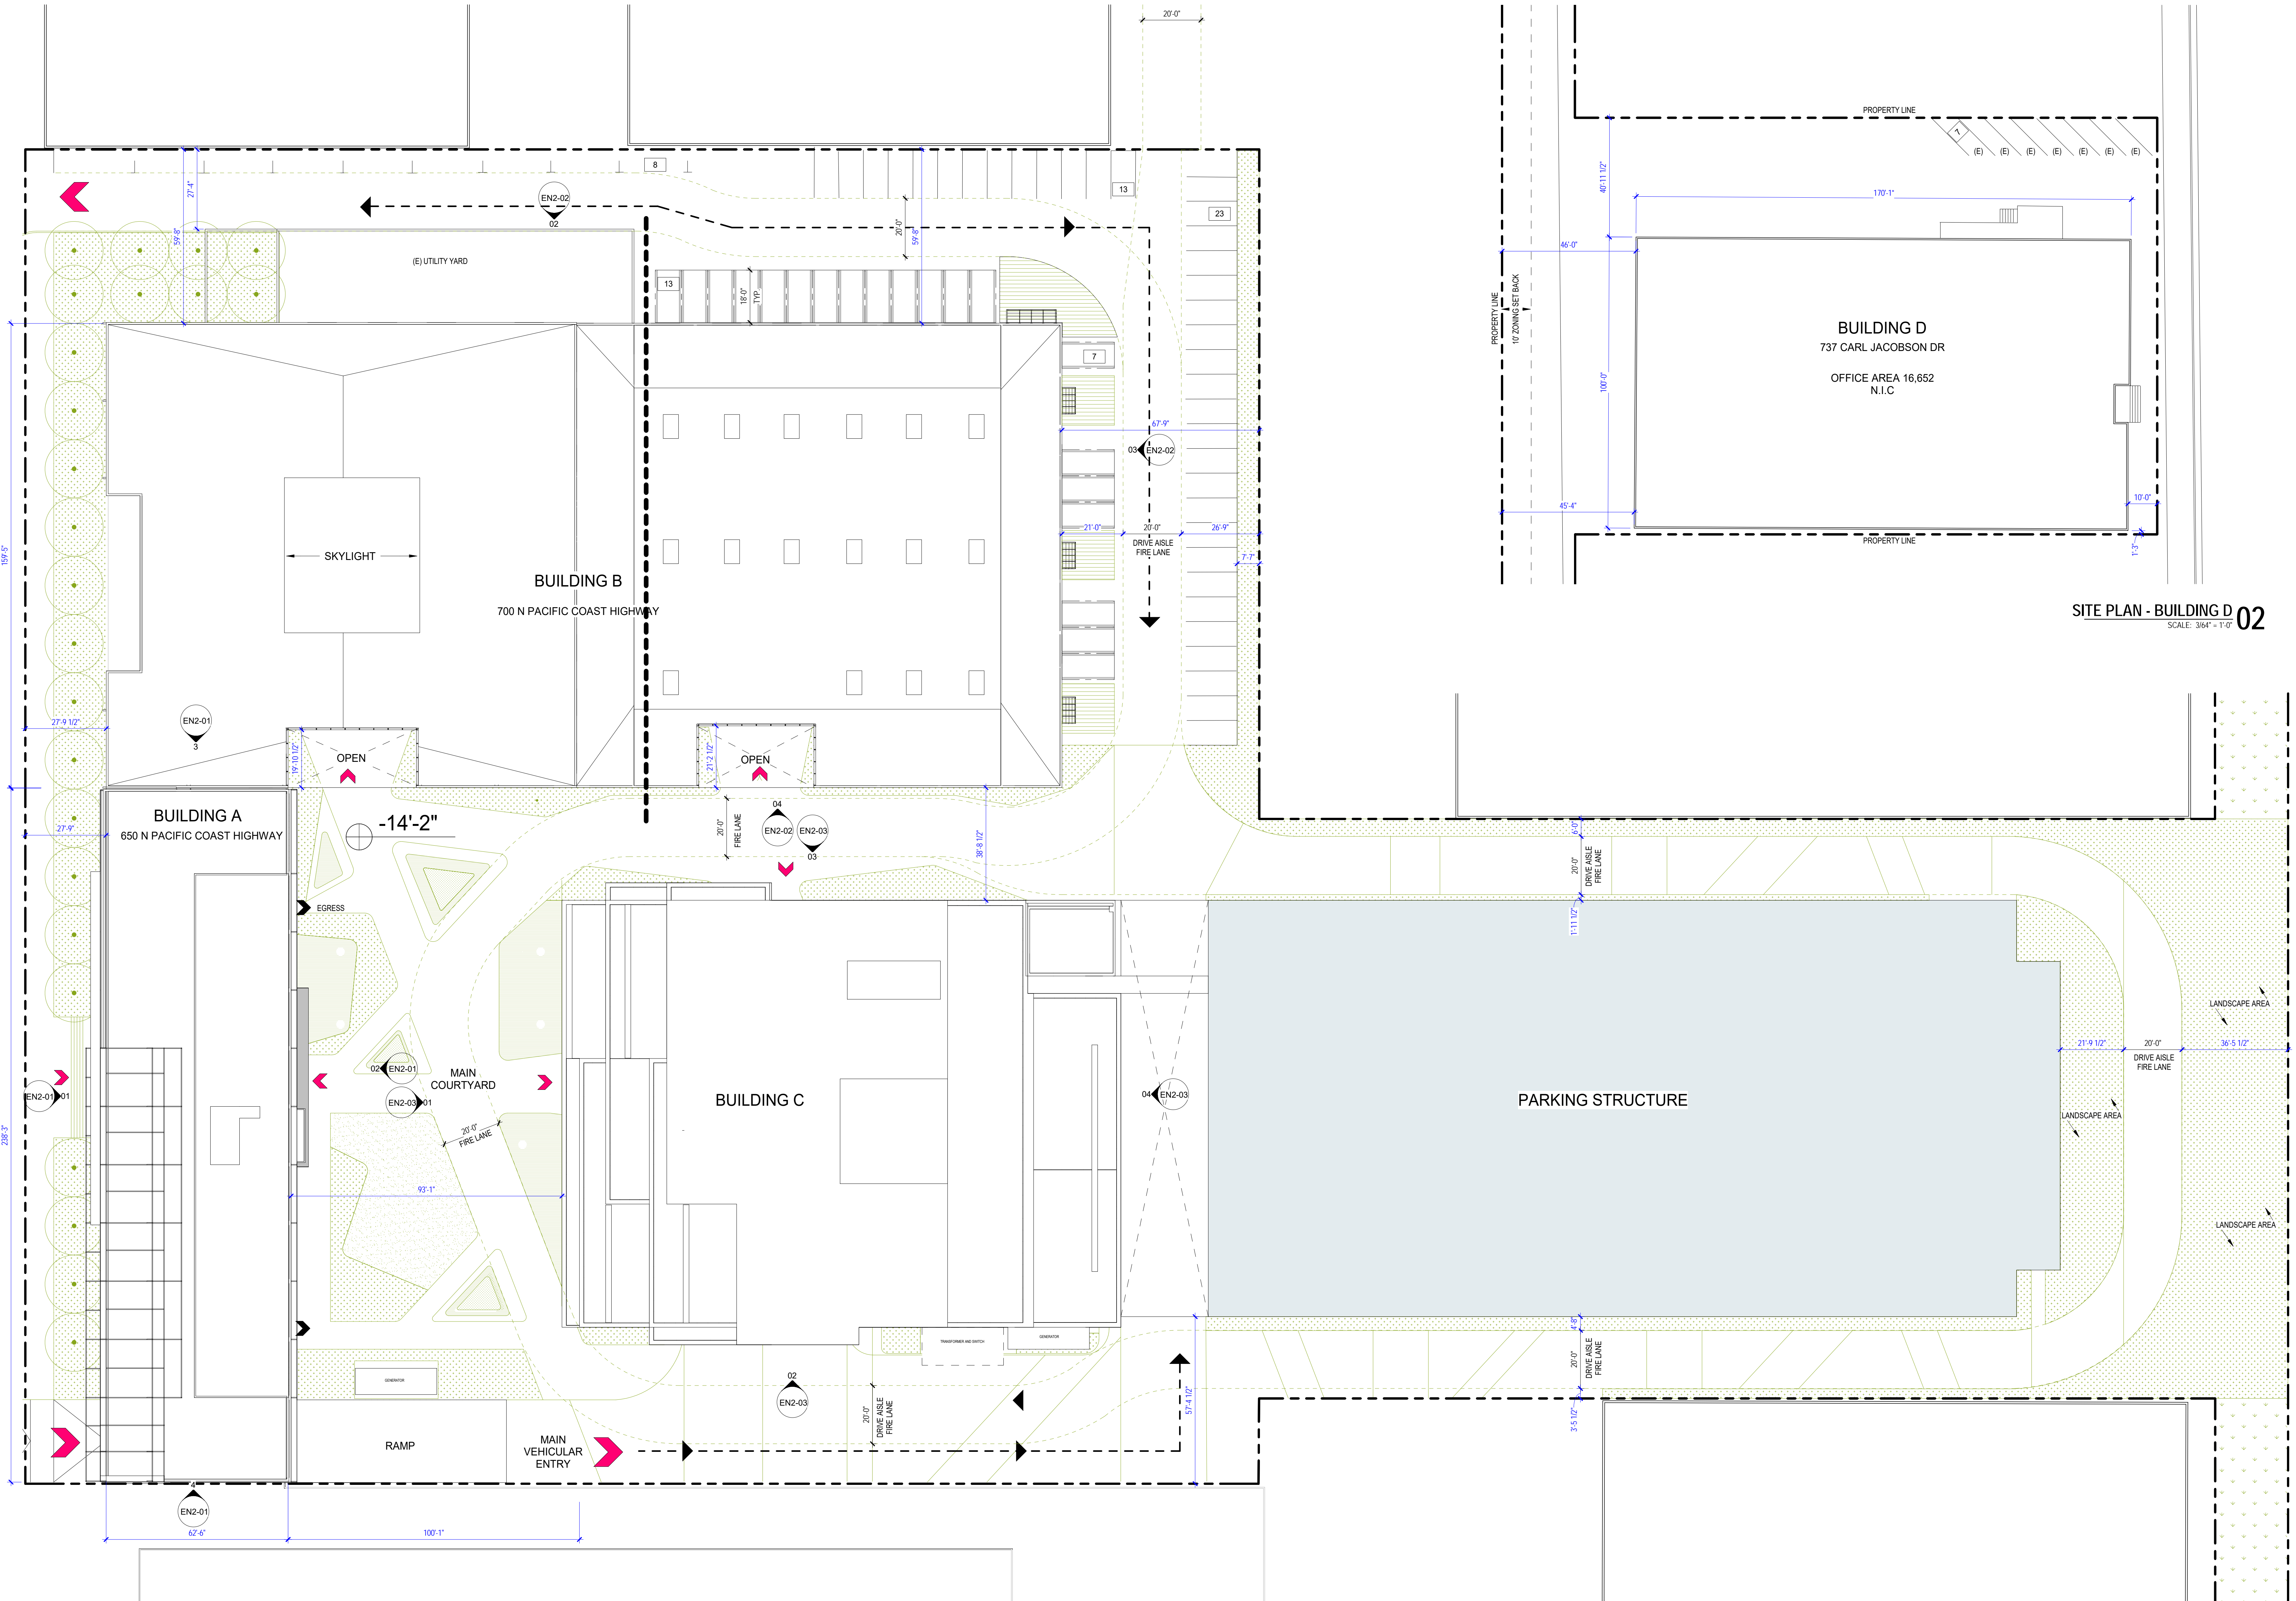 20'-0"
PROPERTY LINE
8
13
7
(E)
(E)
(E)
(E)
(E)
(E)
(E)
27'-4"
EN2-02
02
23
40'-11 1/2"
170'-1"
59'-8"
20'-0"
59'-8"
46'-0"
(E) UTILITY YARD
13
18'-0"
TYP
PROPERTY LINE
10' ZONING SET BACK
BUILDING D
737 CARL JACOBSON DR
OFFICE AREA 16,652
N.I.C
100'-0"
7
67'-9"
03
EN2-02
45'-4"
10'-0"
PROPERTY LINE
1'-3"
159'-5"
SKYLIGHT
21'-0"
20'-0"
26'-9"
DRIVE AISLE
FIRE LANE
7'-7"
BUILDING B
700 N PACIFIC COAST HIGHWAY
SITE PLAN - BUILDING D
02
SCALE: 3/64" = 1'-0"
27'-9 1/2"
EN2-01
3
19'-10 1/2"
OPEN
21'-2 1/2"
OPEN
BUILDING A
650 N PACIFIC COAST HIGHWAY
27'-9"
-14'-2"
20'-0"
FIRE LANE
04
EN2-02
EN2-03
03
38'-8 1/2"
6'-0"
20'-0"
DRIVE AISLE
FIRE LANE
EGRESS
1'-11 1/2"
LANDSCAPE AREA
21'-9 1/2"
20'-0"
36'-5 1/2"
DRIVE AISLE
FIRE LANE
02
EN2-01
MAIN
COURTYARD
EN2-01
01
EN2-03
01
BUILDING C
04
EN2-03
PARKING STRUCTURE
LANDSCAPE AREA
238'-3"
20'-0"
FIRE LANE
93'-1"
LANDSCAPE AREA
TRANSFORMER AND SWITCH
GENERATOR
4'-8"
20'-0"
DRIVE AISLE
FIRE LANE
GENERATOR
02
EN2-03
20'-0"
DRIVE AISLE
FIRE LANE
57'-4 1/2"
3'-5 1/2"
RAMP
MAIN
VEHICULAR
ENTRY
4
EN2-01
62'-6"
100'-1"